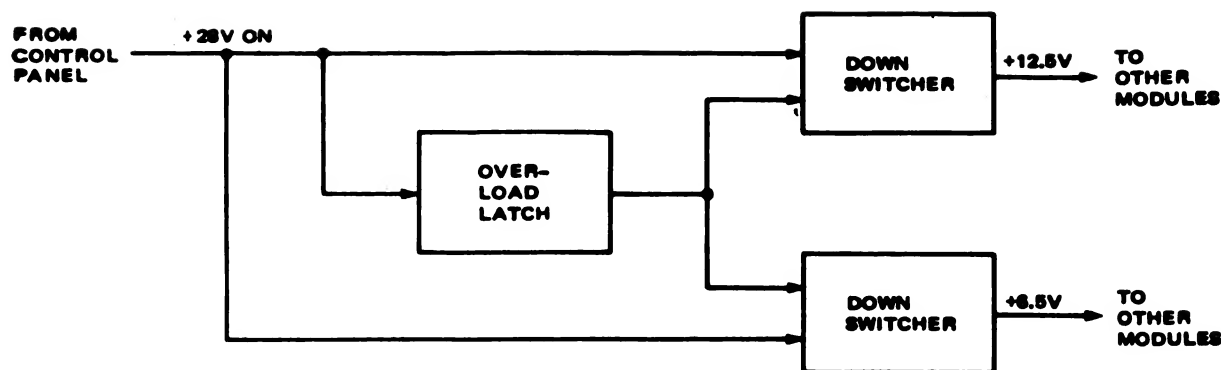 FROM
CONTROL
PANEL
+28V ON
DOWN
SWITCHER
+12.5V
TO
OTHER
MODULES
OVER-
LOAD
LATCH
DOWN
SWITCHER
+6.5V
TO
OTHER
MODULES